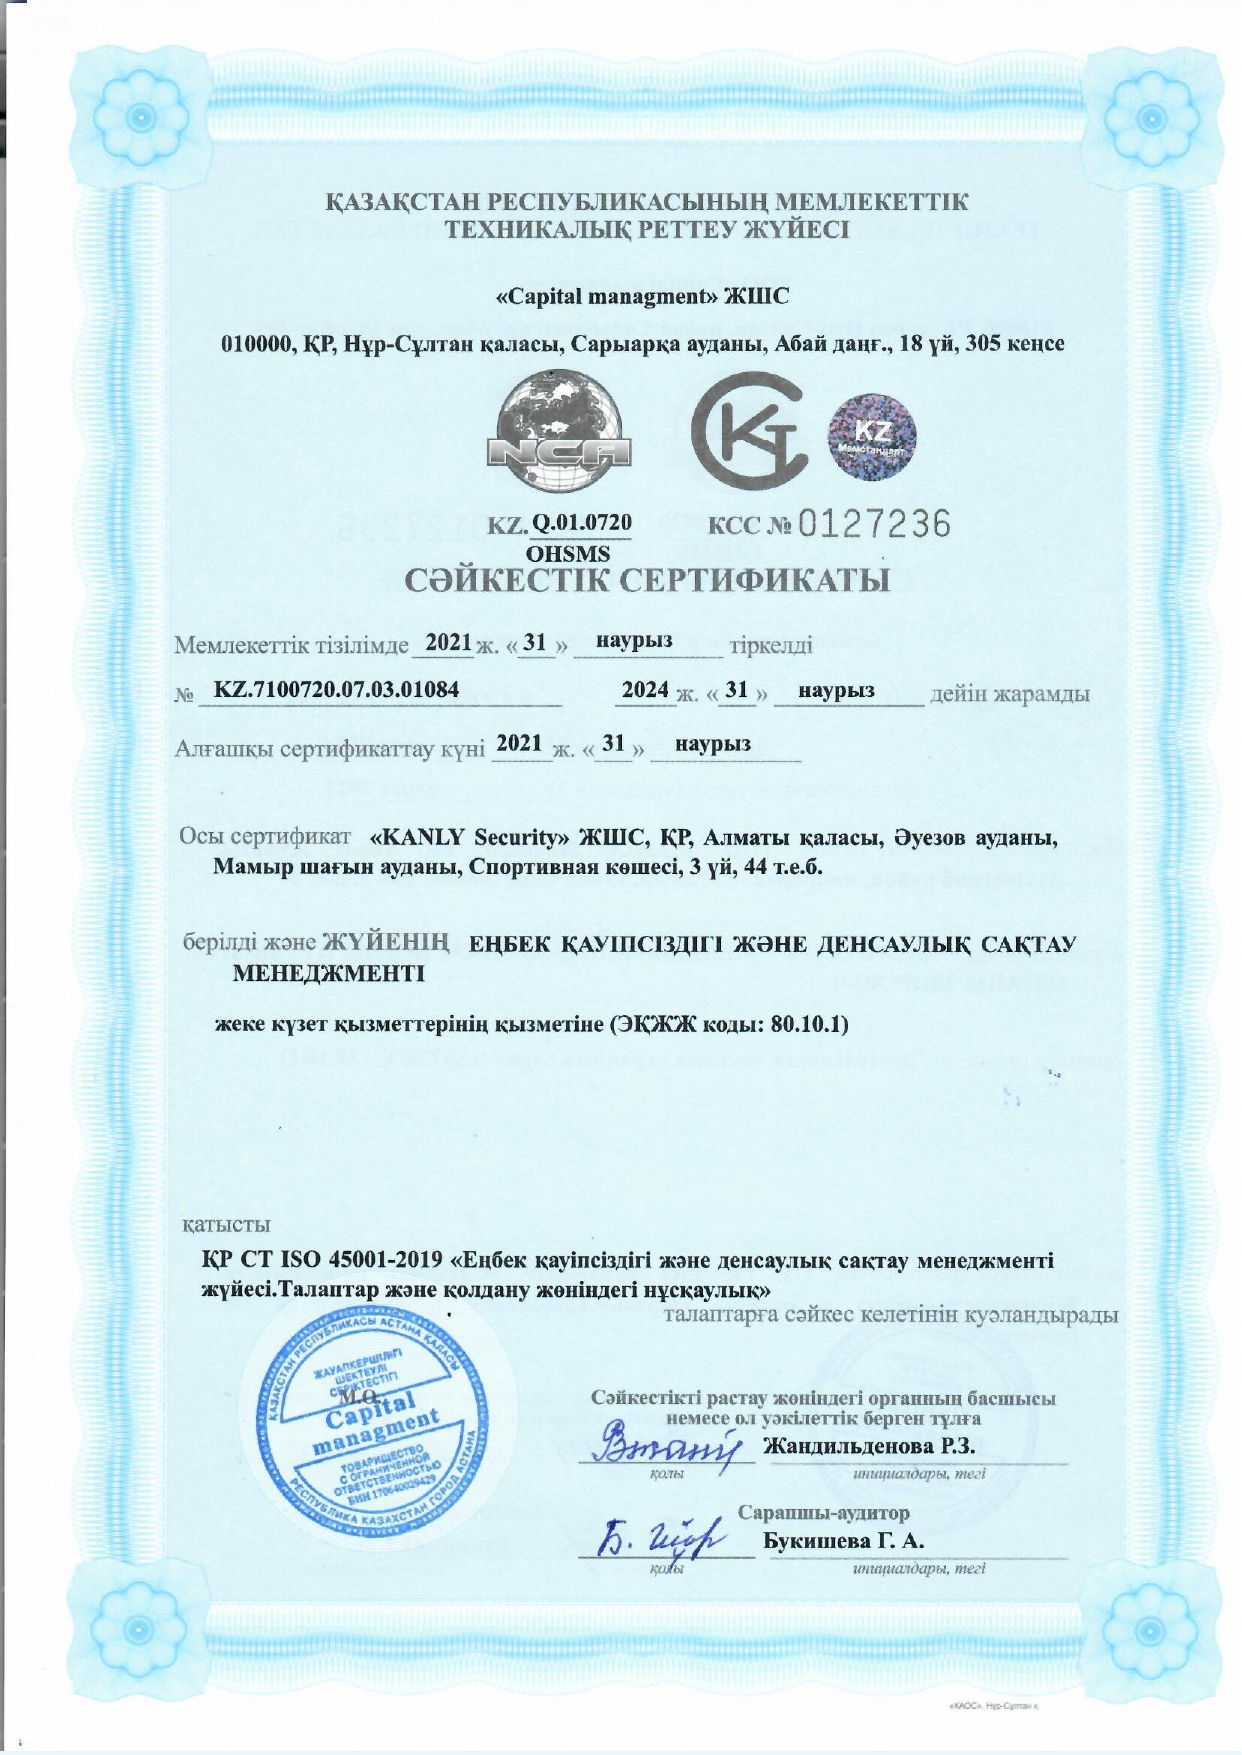 ҚАЗАҚСТАН РЕСПУБЛИКАСЫНЫҢ МЕМЛЕКЕТТІК
ТЕХНИКАЛЫҚ РЕТТЕУ ЖҮЙЕСІ
«Capital managment» ЖШС
010000, ҚР, Нұр-Сұлтан қаласы, Сарыарқа ауданы, Абай даңғ., 18 үй, 305 кеңсе
NCA
KZ
Мемстандарт
KZ. Q.01.0720
КСС № 0127236
OHSMS
СӘЙКЕСТІК СЕРТИФИКАТЫ
Мемлекеттік тізілімде 2021 ж. «31» наурыз тіркелді
№ KZ.7100720.07.03.01084 2024 ж. «31» наурыз дейін жарамды
Алғашқы сертификаттау күні 2021 ж. «31» наурыз
Осы сертификат «KANLY Security» ЖШС, ҚР, Алматы қаласы, Әуезов ауданы,
Мамыр шағын ауданы, Спортивная көшесі, 3 үй, 44 т.е.б.
берілді және ЖҮЙЕНІҢ ЕҢБЕК ҚАУІПСІЗДІГІ ЖӘНЕ ДЕНСАУЛЫҚ САҚТАУ
МЕНЕДЖМЕНТІ
жеке күзет қызметтерінің қызметіне (ЭҚЖЖ коды: 80.10.1)
қатысты
ҚР СТ ISO 45001-2019 «Еңбек қауіпсіздігі және денсаулық сақтау менеджменті
жүйесі.Талаптар және қолдану жөніндегі нұсқаулық»
талаптарға сәйкес келетінін куәландырады
ҚАЗАҚСТАН РЕСПУБЛИКАСЫ АСТАНА ҚАЛАСЫ
ЖАУАПКЕРШІЛІГІ
ШЕКТЕУЛІ
СЕРІКТЕСТІГІ
М.О.
Capital
managment
ТОВАРИЩЕСТВО
С ОГРАНИЧЕННОЙ
ОТВЕТСТВЕННОСТЬЮ
БИН 170640029429
РЕСПУБЛИКА КАЗАХСТАН ГОРОД АСТАНА
Сәйкестікті растау жөніндегі органның басшысы
немесе ол уәкілеттік берген тұлға
Жандильденова Р.З.
қолы инициалдары, тегі
Сарапшы-аудитор
Букишева Г. А.
қолы инициалдары, тегі
«КАОС». Нұр-Сұлтан қ.